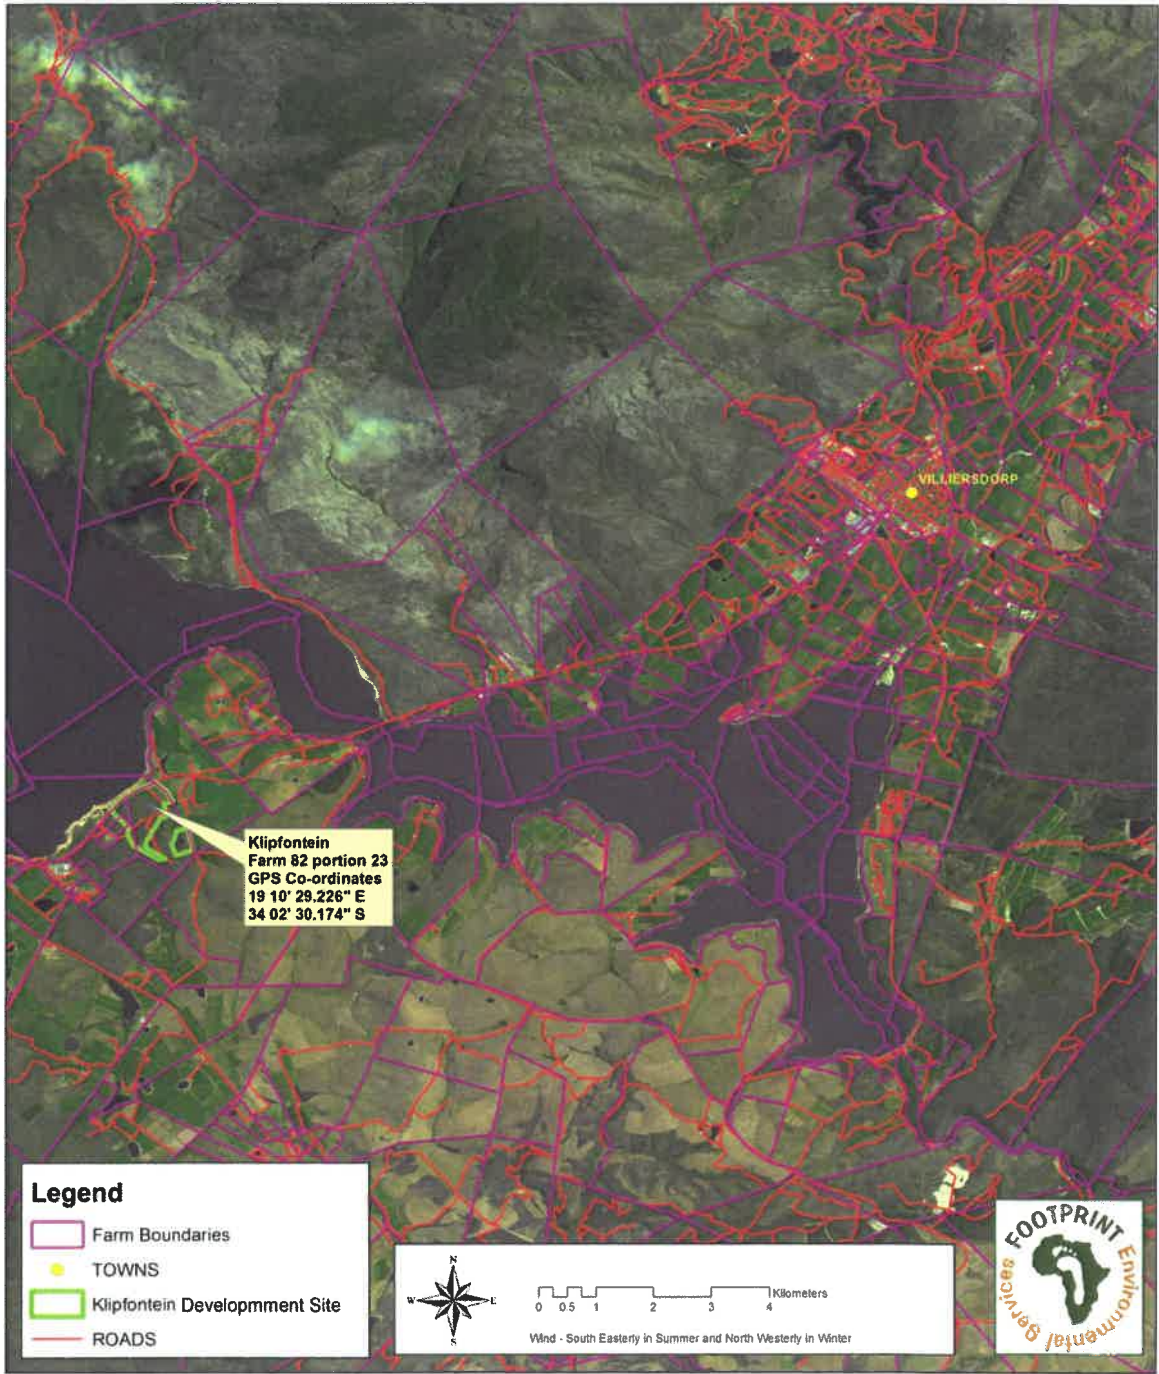 VILLIERSDORP
Klipfontein
Farm 82 portion 23
GPS Co-ordinates
19 10' 29.226" E
34 02' 30.174" S
Legend
Farm Boundaries
TOWNS
Klipfontein Developmment Site
ROADS
N
W E
S
0 0.5 1 2 3 4 Kilometers
Wind - South Easterly in Summer and North Westerly in Winter
FOOTPRINT
Environmental Services